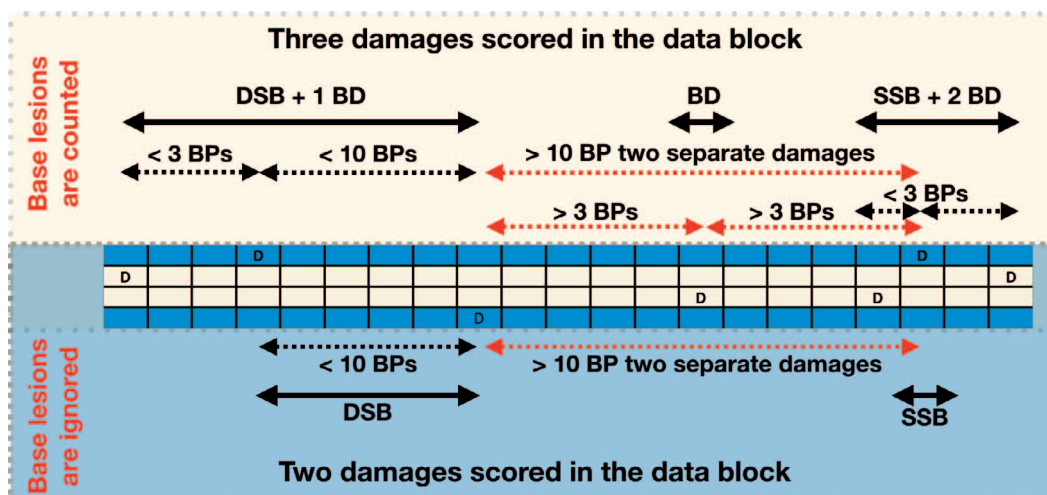 Three damages scored in the data block
Base lesions
are counted
DSB + 1 BD
BD
SSB + 2 BD
< 3 BPs
< 10 BPs
> 10 BP two separate damages
< 3 BPs
> 3 BPs
> 3 BPs
D
D
D
D
D
D
D
D
Base lesions
are ignored
< 10 BPs
> 10 BP two separate damages
DSB
SSB
Two damages scored in the data block